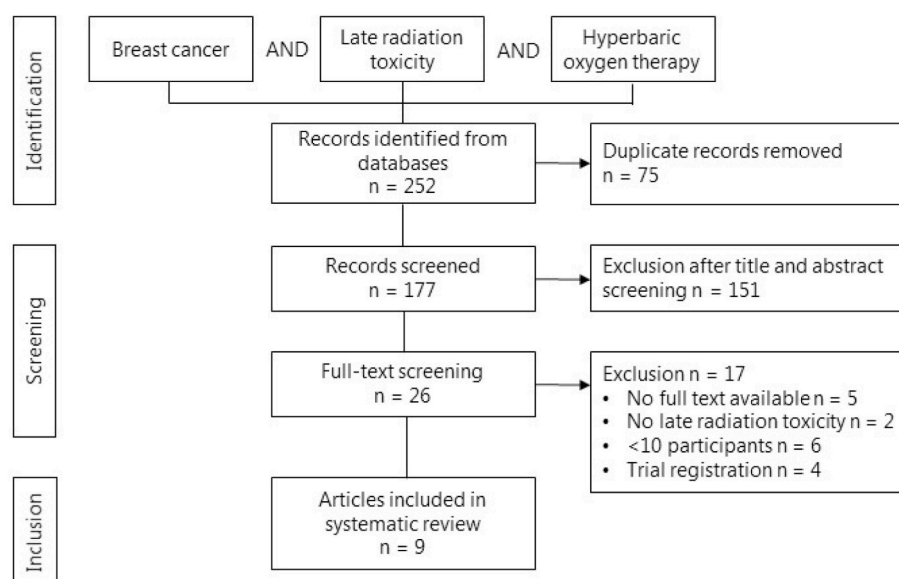 Identification
Breast cancer
AND
Late radiation
toxicity
AND
Hyperbaric
oxygen therapy
Records identified from
databases
n = 252
Duplicate records removed
n = 75
Screening
Records screened
n = 177
Exclusion after title and abstract
screening n = 151
Full-text screening
n = 26
Exclusion n = 17
• No full text available n = 5
• No late radiation toxicity n = 2
• <10 participants n = 6
• Trial registration n = 4
Inclusion
Articles included in
systematic review
n = 9